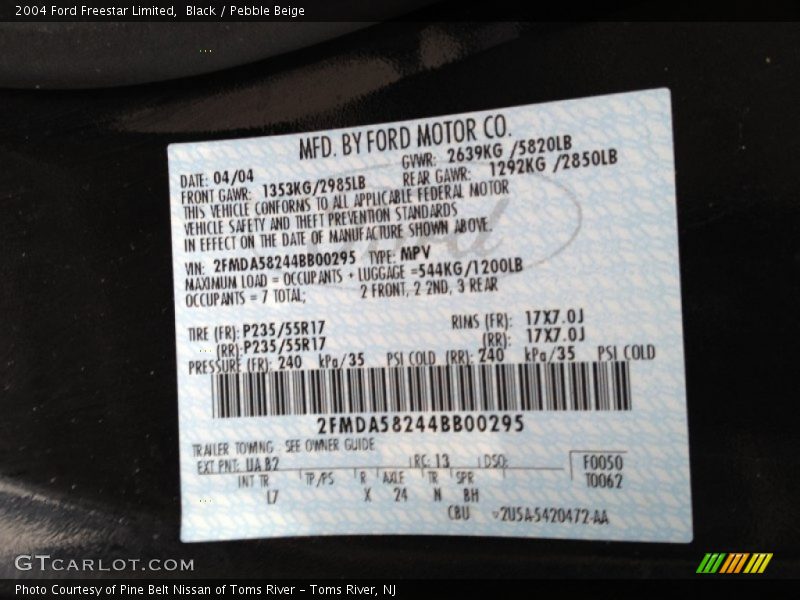 2004 Ford Freestar Limited,  Black / Pebble Beige
MFD. BY FORD MOTOR CO.
DATE: 04/04 GVWR: 2639KG /5820LB
FRONT GAWR: 1353KG/2985LB REAR GAWR: 1292KG /2850LB
THIS VEHICLE CONFORMS TO ALL APPLICABLE FEDERAL MOTOR
VEHICLE SAFETY AND THEFT PREVENTION STANDARDS
IN EFFECT ON THE DATE OF MANUFACTURE SHOWN ABOVE.
VIN: 2FMDA58244BB00295 TYPE: MPV
MAXIMUM LOAD = OCCUPANTS + LUGGAGE =544KG/1200LB
OCCUPANTS = 7 TOTAL; 2 FRONT, 2 2ND, 3 REAR
TIRE (FR): P235/55R17 RIMS (FR): 17X7.0J
(RR): P235/55R17 (RR): 17X7.0J
PRESSURE (FR): 240 kPa/35 PSI COLD (RR): 240 kPa/35 PSI COLD
2FMDA58244BB00295
TRAILER TOWING - SEE OWNER GUIDE
EXT PNT: UA B2 RC: 13 DSO: F0050
INT TR TP/PS R AXLE TR SPR T0062
L7 X 24 N BH
CBU ▿2U5A-5420472-AA
GTCARLOT.COM
Photo Courtesy of Pine Belt Nissan of Toms River – Toms River, NJ